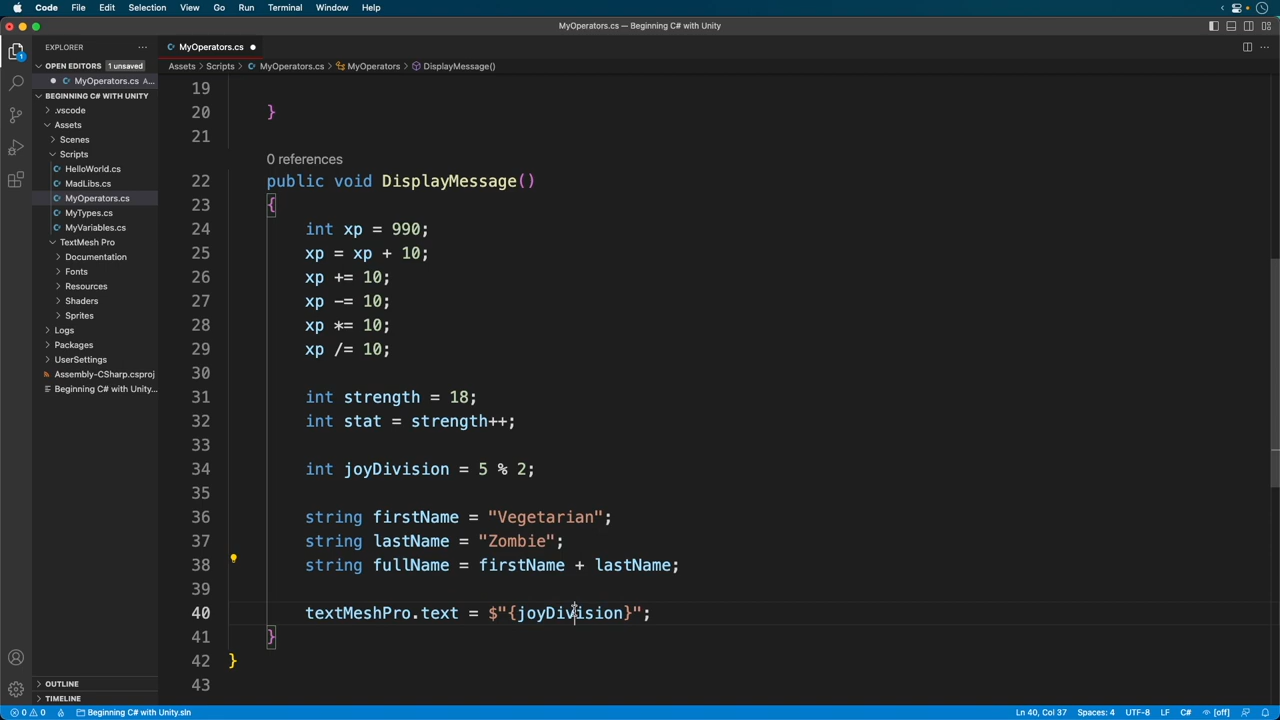 Code File Edit Selection View Go Run Terminal Window Help
MyOperators.cs — Beginning C# with Unity
EXPLORER
MyOperators.cs
OPEN EDITORS 1 unsaved
Assets > Scripts > MyOperators.cs > MyOperators > DisplayMessage()
MyOperators.cs A...
BEGINNING C# WITH UNITY
.vscode
Assets
Scenes
Scripts
HelloWorld.cs
MadLibs.cs
MyOperators.cs
MyTypes.cs
MyVariables.cs
TextMesh Pro
Documentation
Fonts
Resources
Shaders
Sprites
Logs
Packages
UserSettings
Assembly-CSharp.csproj
Beginning C# with Unity...
OUTLINE
TIMELINE
19
20 }
21
0 references
22 public void DisplayMessage()
23 {
24 int xp = 990;
25 xp = xp + 10;
26 xp += 10;
27 xp -= 10;
28 xp *= 10;
29 xp /= 10;
30
31 int strength = 18;
32 int stat = strength++;
33
34 int joyDivision = 5 % 2;
35
36 string firstName = "Vegetarian";
37 string lastName = "Zombie";
38 string fullName = firstName + lastName;
39
40 textMeshPro.text = $"{joyDivision}";
41 }
42 }
43
0 0 Beginning C# with Unity.sln Ln 40, Col 37 Spaces: 4 UTF-8 LF C# [off]